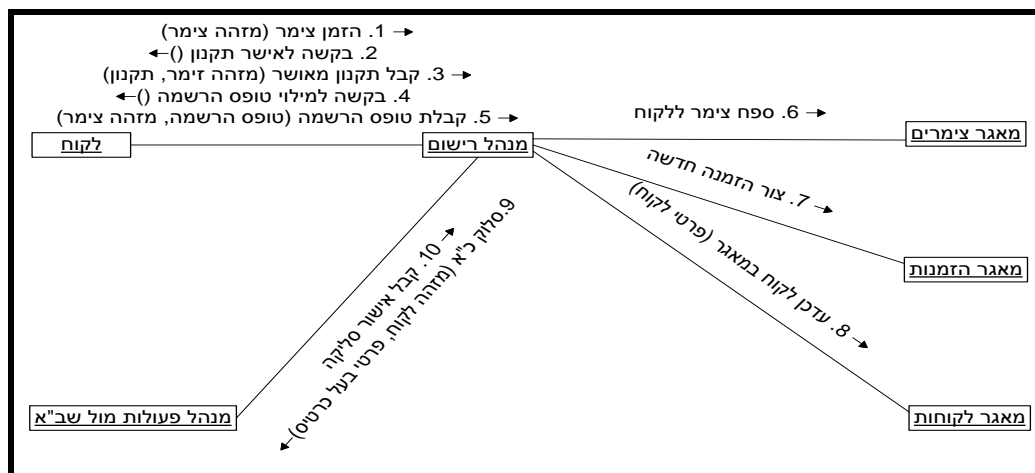 1. הזמן צימר (מזהה צימר) →
2. בקשה לאישר תקנון () ←
3. קבל תקנון מאושר (מזהה זימר, תקנון) →
4. בקשה למילוי טופס הרשמה () ←
5. קבלת טופס הרשמה (טופס הרשמה, מזהה צימר) →
6. ספח צימר ללקוח →
לקוח
מנהל רישום
מאגר צימרים
7. צור הזמנה חדשה →
8. עדכן לקוח במאגר (פרטי לקוח) →
מאגר הזמנות
9.סלוק כ"א (מזהה לקוח, פרטי בעל כרטיס) ←
10. קבל אישור סליקה →
מנהל פעולות מול שב"א
מאגר לקוחות